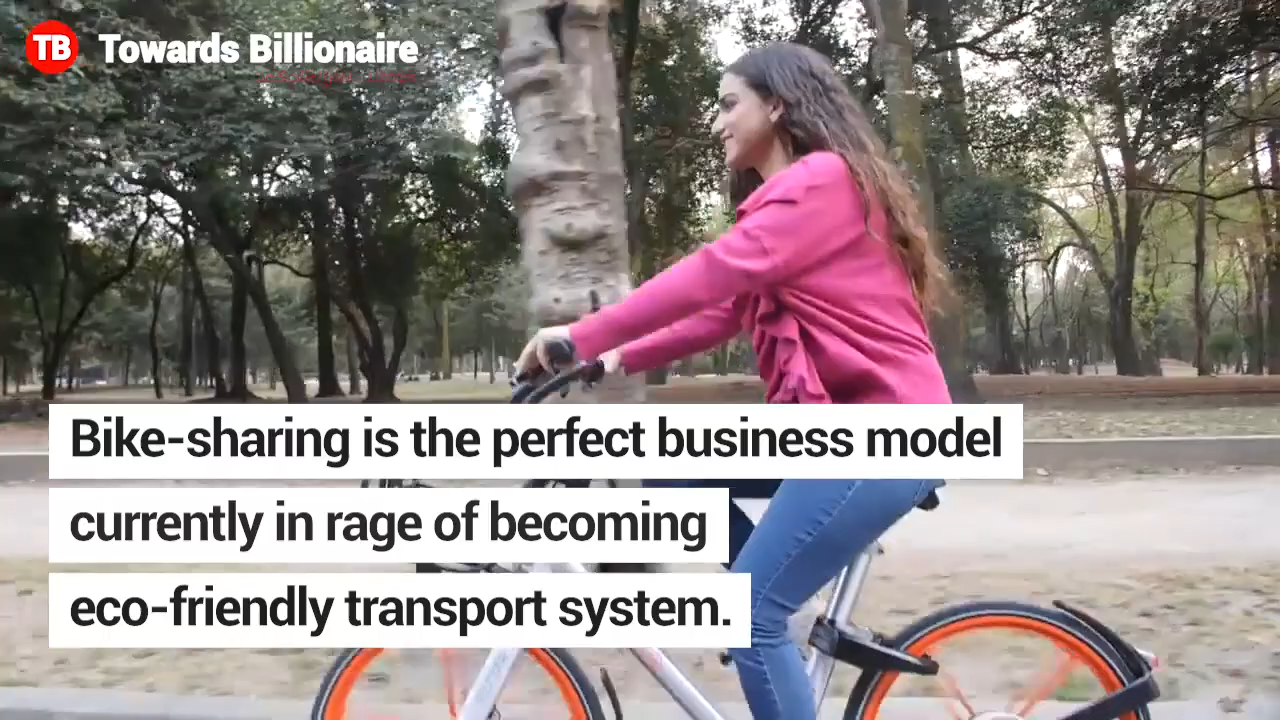 TB Towards Billionaire
Bike-sharing is the perfect business model
currently in rage of becoming
eco-friendly transport system.